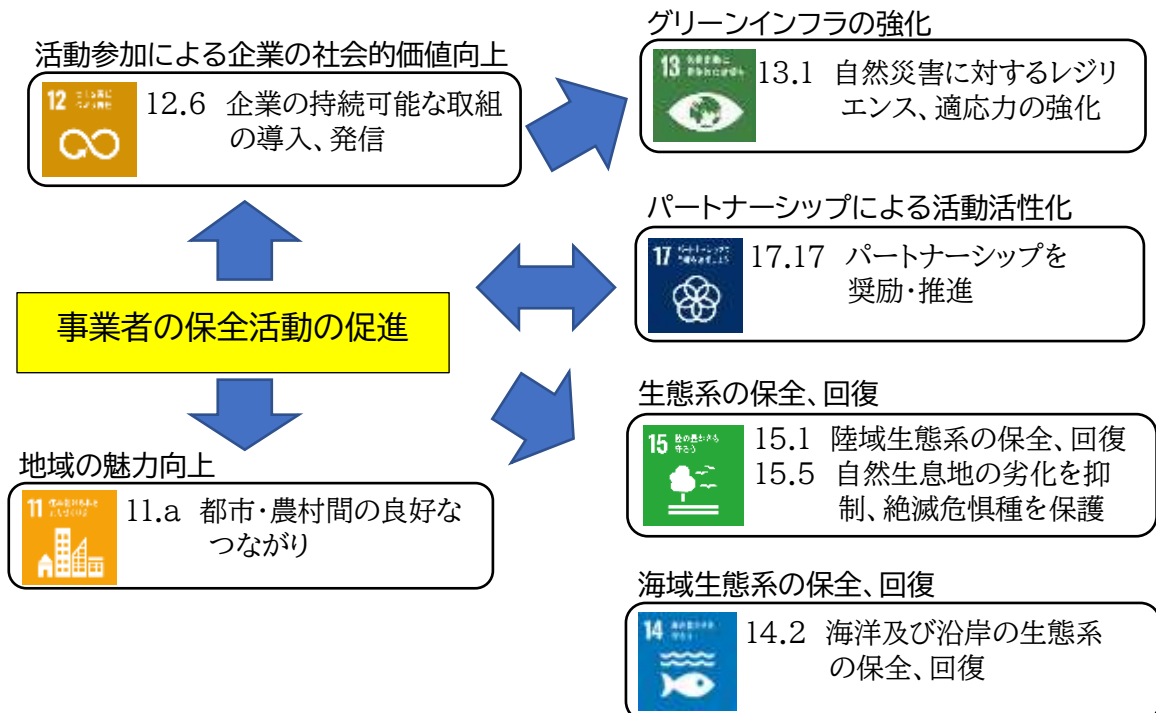 活動参加による企業の社会的価値向上
12
12.6 企業の持続可能な取組
の導入、発信
グリーンインフラの強化
13
13.1 自然災害に対するレジリ
エンス、適応力の強化
パートナーシップによる活動活性化
17
17.17 パートナーシップを
奨励・推進
事業者の保全活動の促進
生態系の保全、回復
15
15.1 陸域生態系の保全、回復
15.5 自然生息地の劣化を抑
制、絶滅危惧種を保護
地域の魅力向上
11
11.a 都市・農村間の良好な
つながり
海域生態系の保全、回復
14
14.2 海洋及び沿岸の生態系
の保全、回復